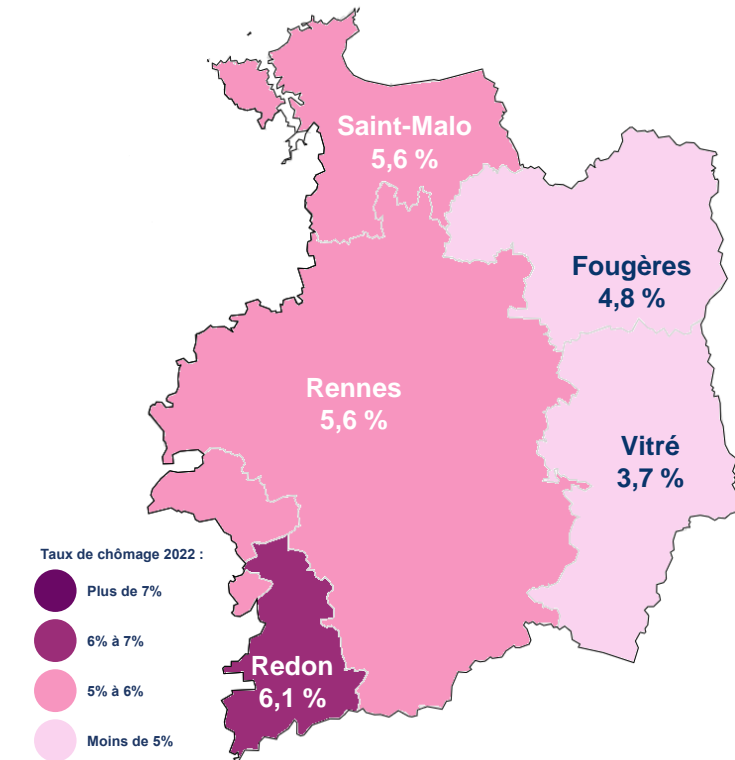 Saint-Malo
5,6 %
Fougères
4,8 %
Rennes
5,6 %
Vitré
3,7 %
Taux de chômage 2022 :
Plus de 7%
6% à 7%
5% à 6%
Moins de 5%
Redon
6,1 %